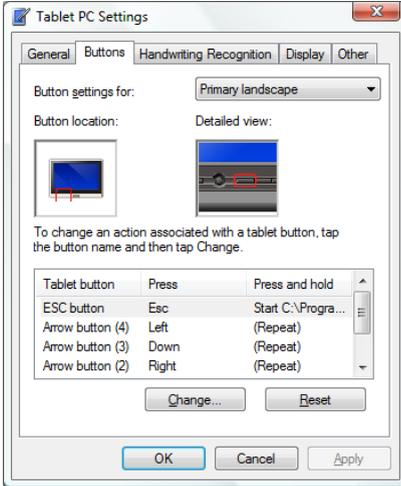 Tablet PC Settings
General Buttons Handwriting Recognition Display Other
Button settings for: Primary landscape
Button location: Detailed view:
To change an action associated with a tablet button, tap
the button name and then tap Change.
Tablet button Press Press and hold
ESC button Esc Start C:\Progra...
Arrow button (4) Left (Repeat)
Arrow button (3) Down (Repeat)
Arrow button (2) Right (Repeat)
Change... Reset
OK Cancel Apply